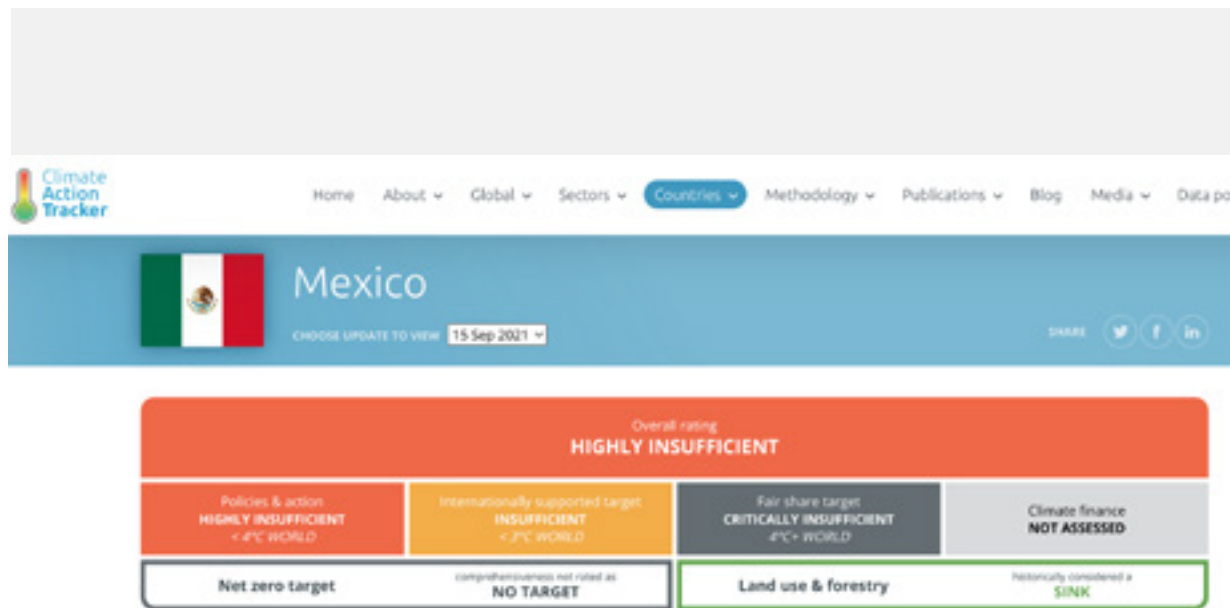 Climate
Action
Tracker
Home About Global Sectors Countries Methodology Publications Blog Media Data po
Mexico
CHOOSE UPDATE TO VIEW 15 Sep 2021
SHARE f in
Overall rating
HIGHLY INSUFFICIENT
Policies & action
HIGHLY INSUFFICIENT
< 4°C WORLD
Internationally supported target
INSUFFICIENT
< 3°C WORLD
Fair share target
CRITICALLY INSUFFICIENT
4°C+ WORLD
Climate finance
NOT ASSESSED
Net zero target
comprehensiveness not rated as
NO TARGET
Land use & forestry
historically considered a
SINK